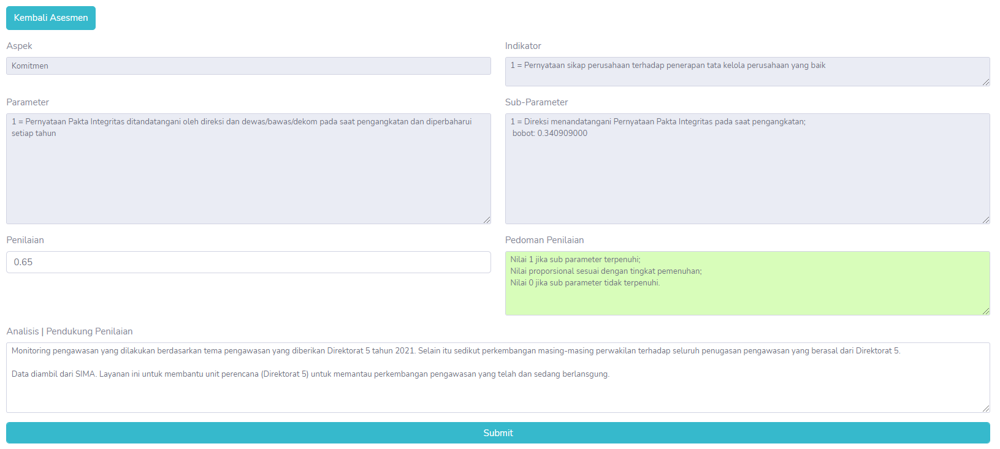 Kembali Asesmen
Aspek
Komitmen
Indikator
1 = Pernyataan sikap perusahaan terhadap penerapan tata kelola perusahaan yang baik
Parameter
1 = Pernyataan Pakta Integritas ditandatangani oleh direksi dan dewas/bawas/dekom pada saat pengangkatan dan diperbaharui
setiap tahun
Sub-Parameter
1 = Direksi menandatangani Pernyataan Pakta Integritas pada saat pengangkatan;
bobot: 0.340909000
Penilaian
0.65
Pedoman Penilaian
Nilai 1 jika sub parameter terpenuhi;
Nilai proporsional sesuai dengan tingkat pemenuhan;
Nilai 0 jika sub parameter tidak terpenuhi.
Analisis | Pendukung Penilaian
Monitoring pengawasan yang dilakukan berdasarkan tema pengawasan yang diberikan Direktorat 5 tahun 2021. Selain itu sedikut perkembangan masing-masing perwakilan terhadap seluruh penugasan pengawasan yang berasal dari Direktorat 5.
Data diambil dari SIMA. Layanan ini untuk membantu unit perencana (Direktorat 5) untuk memantau perkembangan pengawasan yang telah dan sedang berlansgung.
Submit